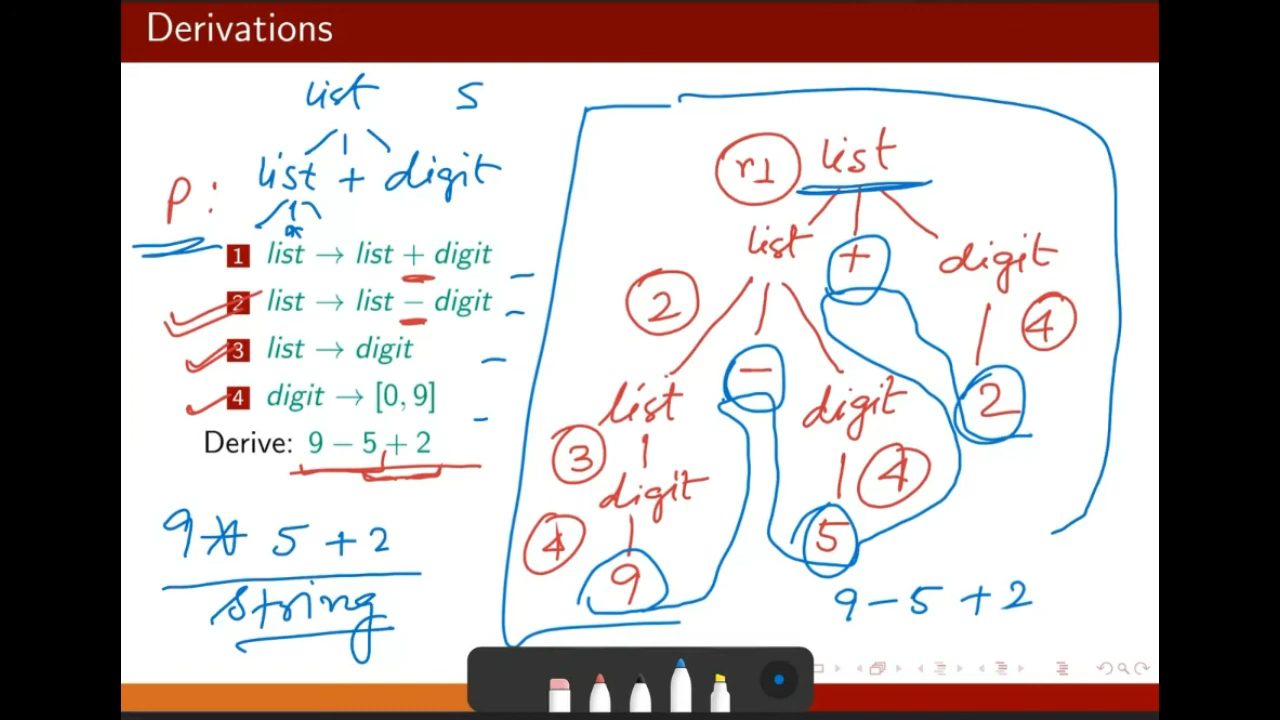 Derivations
list S
list + digit
P:
1 list → list + digit
2 list → list − digit
3 list → digit
4 digit → [0, 9]
Derive: 9 − 5 + 2
9 * 5 + 2
string
r1 list
list + digit
2
4
list − digit 2
3
4
digit
4
5
9
9 − 5 + 2